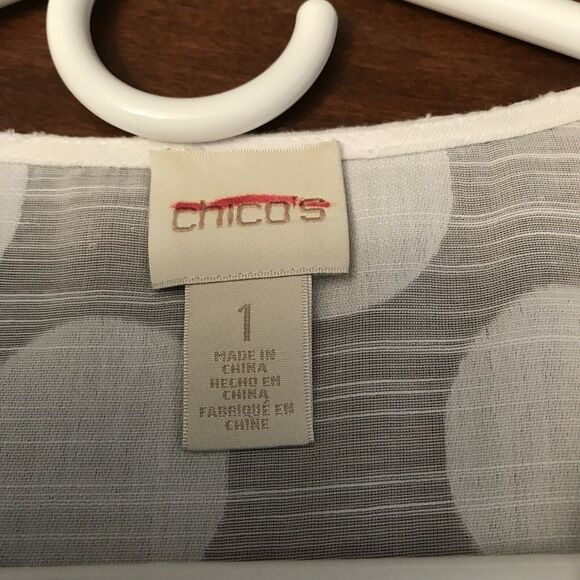 chico's
1
MADE IN
CHINA
HECHO EN
CHINA
FABRIQUÉ EN
CHINE